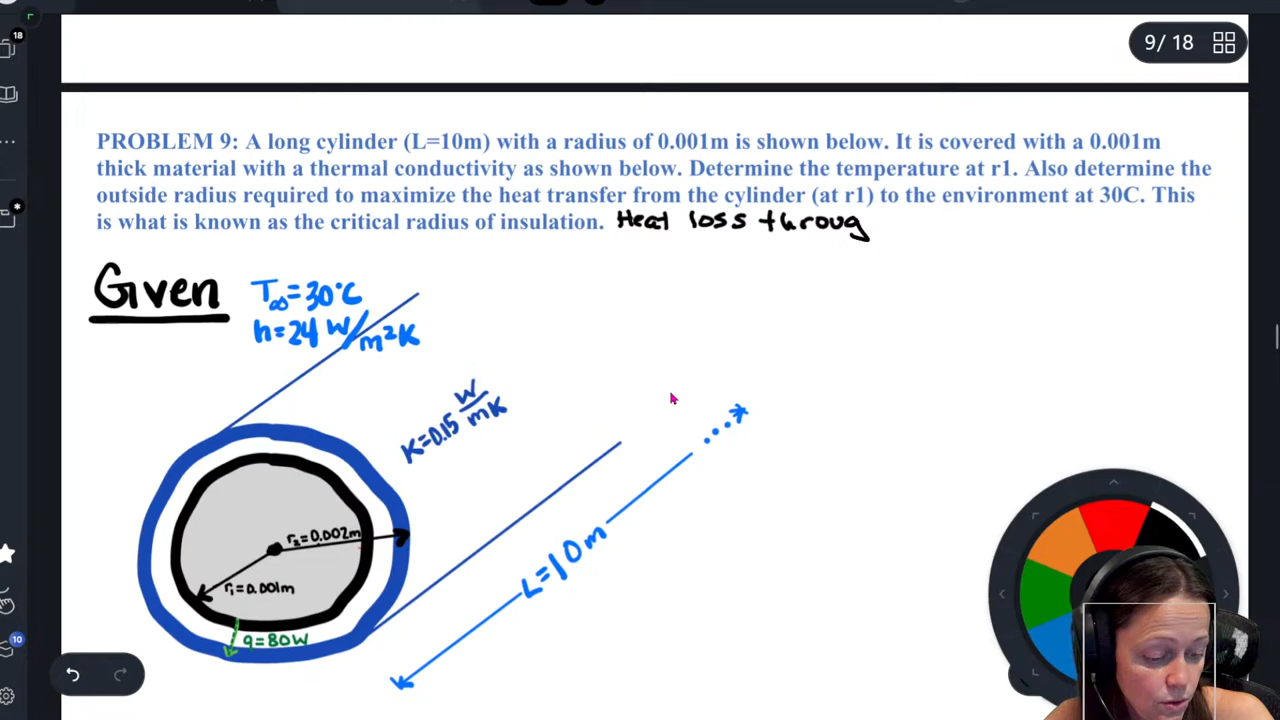 18
9/ 18
PROBLEM 9: A long cylinder (L=10m) with a radius of 0.001m is shown below. It is covered with a 0.001m
thick material with a thermal conductivity as shown below. Determine the temperature at r1. Also determine the
outside radius required to maximize the heat transfer from the cylinder (at r1) to the environment at 30C. This
is what is known as the critical radius of insulation. Heat loss throug
Given
T∞=30°C
h=24 W/m²K
K=0.15 W/mK
r₂=0.002m
r₁=0.001m
q=80W
L=10m
10